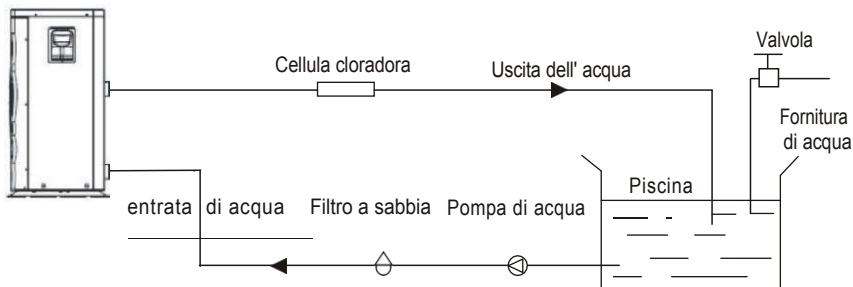 Valvola
Cellula cloradora
Uscita dell' acqua
Fornitura
di acqua
Piscina
entrata di acqua
Filtro a sabbia
Pompa di acqua